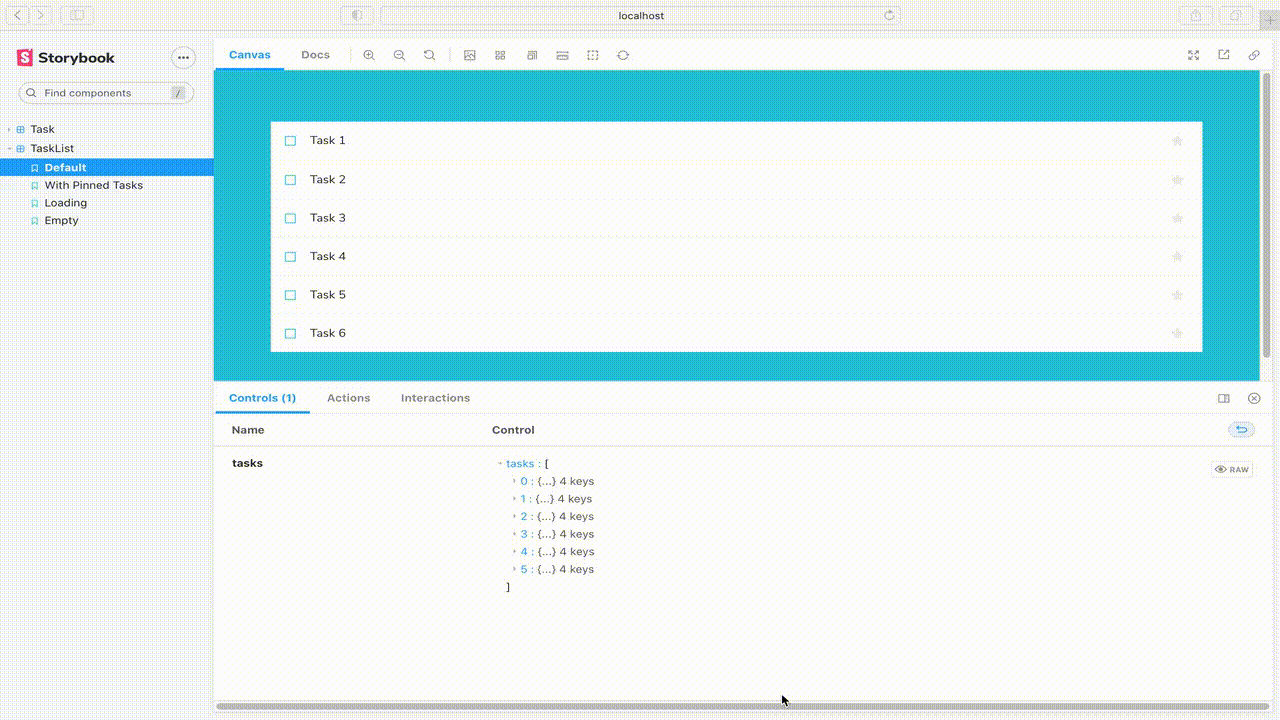 localhost
Storybook
Find components
/
Task
TaskList
Default
With Pinned Tasks
Loading
Empty
Canvas
Docs
Task 1
Task 2
Task 3
Task 4
Task 5
Task 6
Controls (1)
Actions
Interactions
Name
Control
tasks
tasks : [
0 : {...} 4 keys
1 : {...} 4 keys
2 : {...} 4 keys
3 : {...} 4 keys
4 : {...} 4 keys
5 : {...} 4 keys
]
RAW